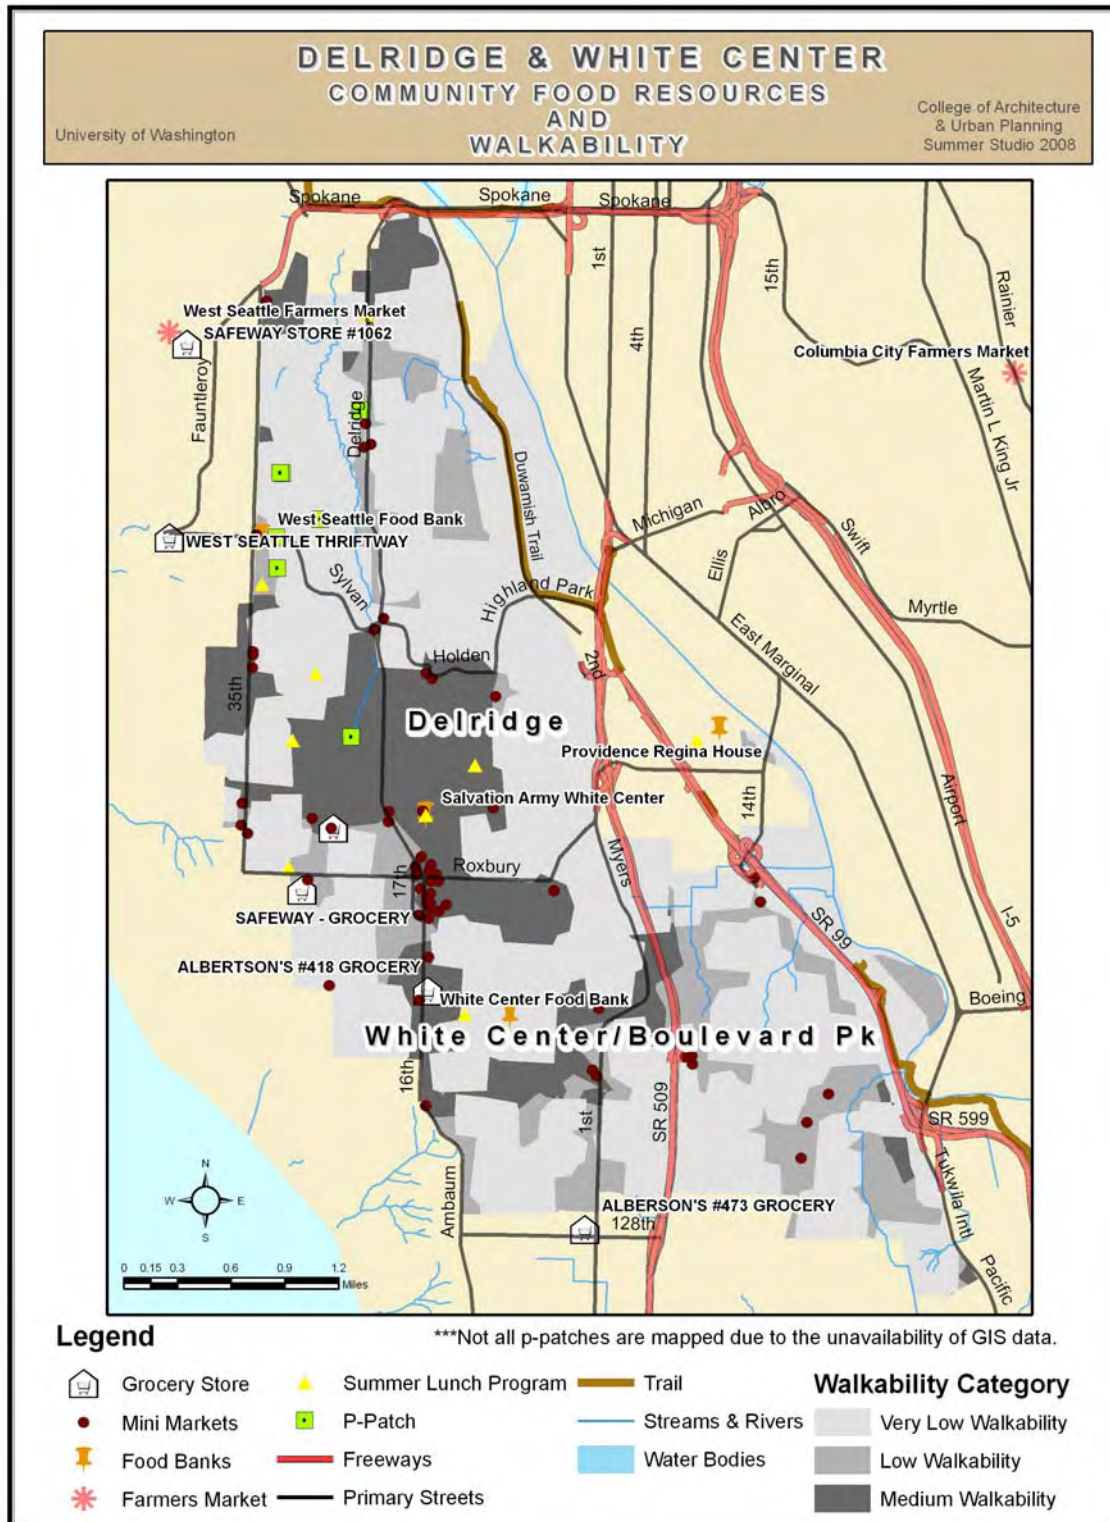 DELRIDGE & WHITE CENTER
COMMUNITY FOOD RESOURCES
AND
WALKABILITY
University of Washington
College of Architecture
& Urban Planning
Summer Studio 2008
Spokane
Spokane
Spokane
1st
4th
15th
Rainier
West Seattle Farmers Market
SAFEWAY STORE #1062
Columbia City Farmers Market
Fauntleroy
Delridge
Martin L King Jr
Duwamish Trail
Michigan
Albro
Swift
West Seattle Food Bank
WEST SEATTLE THRIFTWAY
Ellis
Sylvan
Highland Park
Myrtle
East Marginal
Holden
2nd
35th
Delridge
Providence Regina House
Salvation Army White Center
14th
Airport
Roxbury
17th
Myers
SAFEWAY - GROCERY
SR 99
I-5
ALBERTSON'S #418 GROCERY
White Center Food Bank
Boeing
White Center/Boulevard Pk
16th
1st
SR 509
SR 599
Tukwila Intl
Ambaum
ALBERSON'S #473 GROCERY
128th
Pacific
N
W E
S
0 0.15 0.3 0.6 0.9 1.2
Miles
Legend
***Not all p-patches are mapped due to the unavailability of GIS data.
Grocery Store
Mini Markets
Food Banks
Farmers Market
Summer Lunch Program
P-Patch
Freeways
Primary Streets
Trail
Streams & Rivers
Water Bodies
Walkability Category
Very Low Walkability
Low Walkability
Medium Walkability